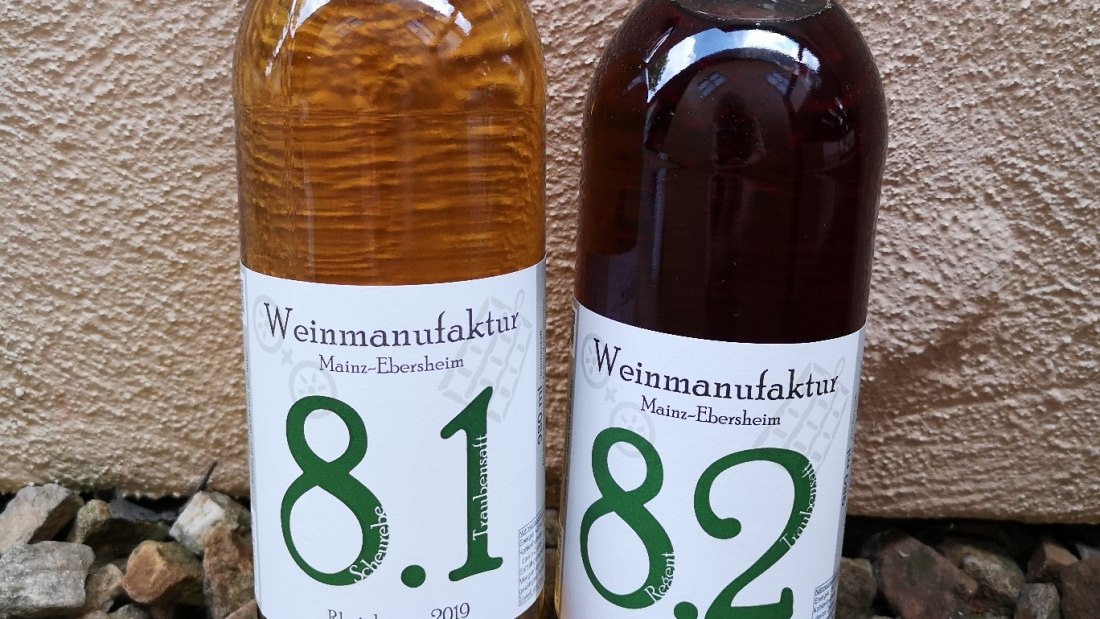 Weinmanufaktur
Mainz-Ebersheim
8.1
Scheurebe
Traubensaft
2019
Weinmanufaktur
Mainz-Ebersheim
8.2
Regent
Traubensaft